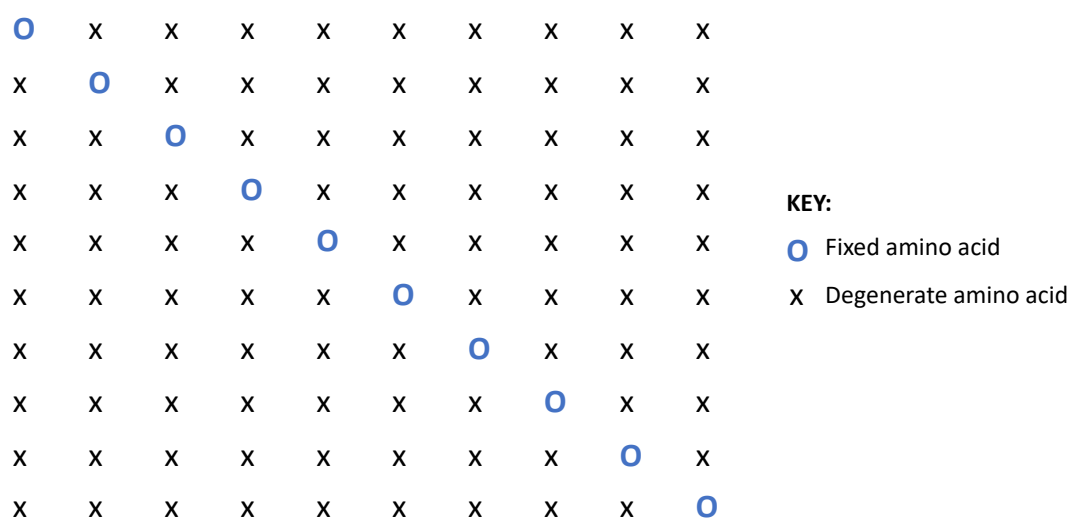 O x x x x x x x x x
x O x x x x x x x x
x x O x x x x x x x
x x x O x x x x x x
KEY:
x x x x O x x x x x
O Fixed amino acid
x x x x x O x x x x
x Degenerate amino acid
x x x x x x O x x x
x x x x x x x O x x
x x x x x x x x O x
x x x x x x x x x O